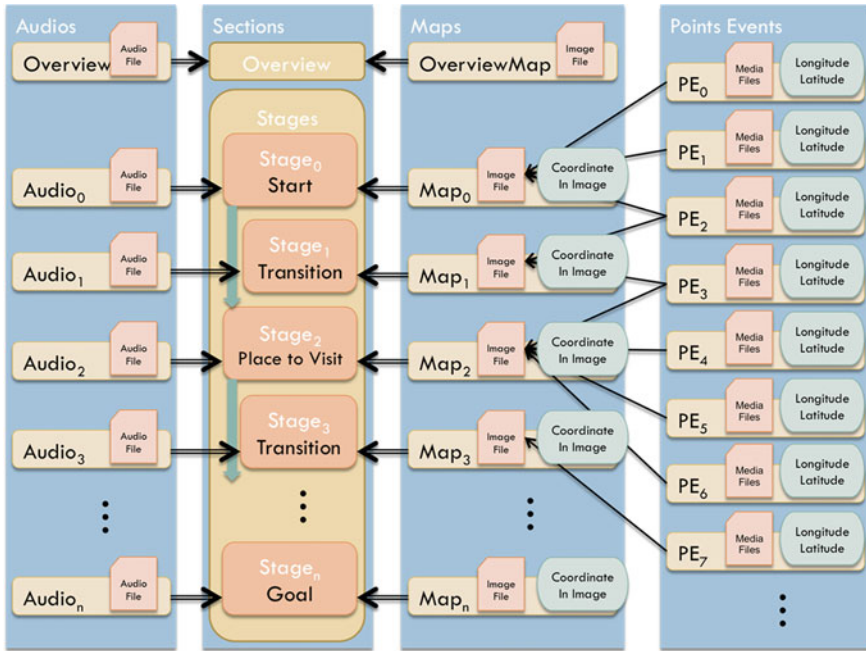 Audios
Overview
Audio File
Audio0
Audio File
Audio1
Audio File
Audio2
Audio File
Audio3
Audio File
Audion
Audio File
Sections
Overview
Stages
Stage0
Start
Stage1
Transition
Stage2
Place to Visit
Stage3
Transition
Stagen
Goal
Maps
OverviewMap
Image File
Map0
Image File
Coordinate
In Image
Map1
Image File
Coordinate
In Image
Map2
Image File
Coordinate
In Image
Map3
Image File
Coordinate
In Image
Mapn
Image File
Coordinate
In Image
Points Events
PE0
Media Files
Longitude
Latitude
PE1
Media Files
Longitude
Latitude
PE2
Media Files
Longitude
Latitude
PE3
Media Files
Longitude
Latitude
PE4
Media Files
Longitude
Latitude
PE5
Media Files
Longitude
Latitude
PE6
Media Files
Longitude
Latitude
PE7
Media Files
Longitude
Latitude